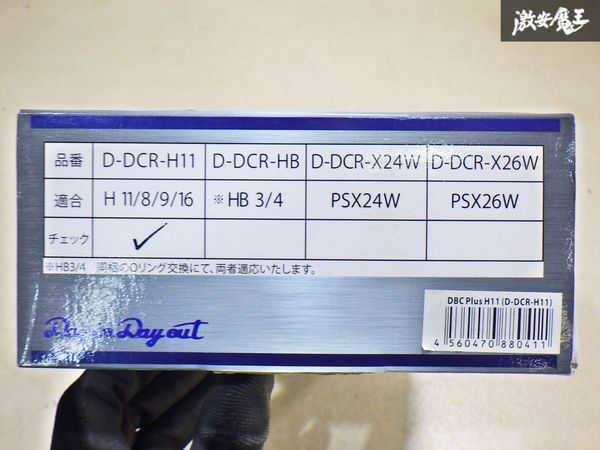 激安魔王
品番 D-DCR-H11 D-DCR-HB D-DCR-X24W D-DCR-X26W
適合 H 11/8/9/16 ※HB 3/4 PSX24W PSX26W
チェック ✓
※HB3/4 同梱のOリング交換にて、両者適応いたします。
Day out
DBC Plus H11 (D-DCR-H11)
4 560470 880411